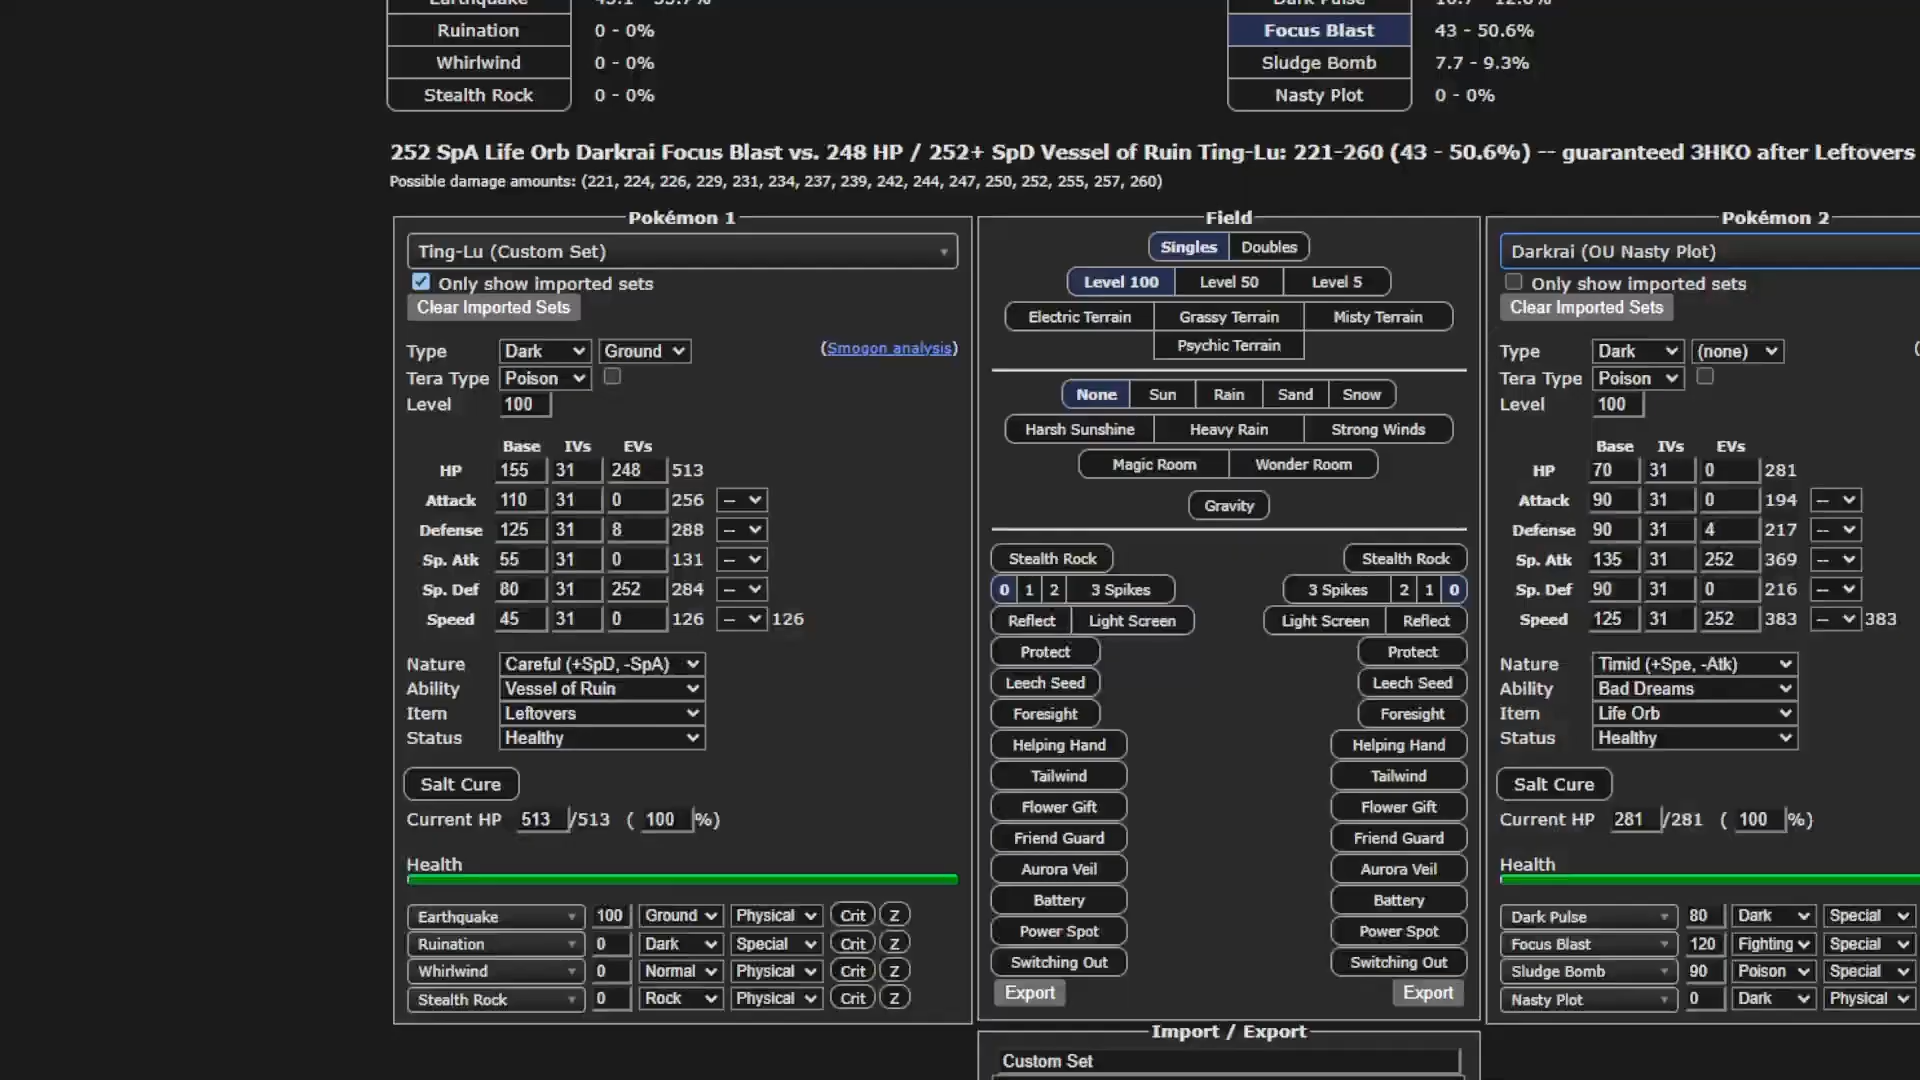 Ruination 0 - 0%
Whirlwind 0 - 0%
Stealth Rock 0 - 0%
Focus Blast 43 - 50.6%
Sludge Bomb 7.7 - 9.3%
Nasty Plot 0 - 0%
252 SpA Life Orb Darkrai Focus Blast vs. 248 HP / 252+ SpD Vessel of Ruin Ting-Lu: 221-260 (43 - 50.6%) -- guaranteed 3HKO after Leftovers
Possible damage amounts: (221, 224, 226, 229, 231, 234, 237, 239, 242, 244, 247, 250, 252, 255, 257, 260)
Pokémon 1
Ting-Lu (Custom Set)
Only show imported sets
Clear Imported Sets
Type Dark Ground (Smogon analysis)
Tera Type Poison
Level 100
Base IVs EVs
HP 155 31 248 513
Attack 110 31 0 256 --
Defense 125 31 8 288 --
Sp. Atk 55 31 0 131 --
Sp. Def 80 31 252 284 --
Speed 45 31 0 126 -- 126
Nature Careful (+SpD, -SpA)
Ability Vessel of Ruin
Item Leftovers
Status Healthy
Salt Cure
Current HP 513 /513 ( 100 %)
Health
Earthquake 100 Ground Physical Crit Z
Ruination 0 Dark Special Crit Z
Whirlwind 0 Normal Physical Crit Z
Stealth Rock 0 Rock Physical Crit Z
Field
Singles Doubles
Level 100 Level 50 Level 5
Electric Terrain Grassy Terrain Misty Terrain
Psychic Terrain
None Sun Rain Sand Snow
Harsh Sunshine Heavy Rain Strong Winds
Magic Room Wonder Room
Gravity
Stealth Rock Stealth Rock
0 1 2 3 Spikes 3 Spikes 2 1 0
Reflect Light Screen Light Screen Reflect
Protect Protect
Leech Seed Leech Seed
Foresight Foresight
Helping Hand Helping Hand
Tailwind Tailwind
Flower Gift Flower Gift
Friend Guard Friend Guard
Aurora Veil Aurora Veil
Battery Battery
Power Spot Power Spot
Switching Out Switching Out
Export Export
Import / Export
Custom Set
Pokémon 2
Darkrai (OU Nasty Plot)
Only show imported sets
Clear Imported Sets
Type Dark (none) (
Tera Type Poison
Level 100
Base IVs EVs
HP 70 31 0 281
Attack 90 31 0 194 --
Defense 90 31 4 217 --
Sp. Atk 135 31 252 369 --
Sp. Def 90 31 0 216 --
Speed 125 31 252 383 -- 383
Nature Timid (+Spe, -Atk)
Ability Bad Dreams
Item Life Orb
Status Healthy
Salt Cure
Current HP 281 /281 ( 100 %)
Health
Dark Pulse 80 Dark Special
Focus Blast 120 Fighting Special
Sludge Bomb 90 Poison Special
Nasty Plot 0 Dark Physical